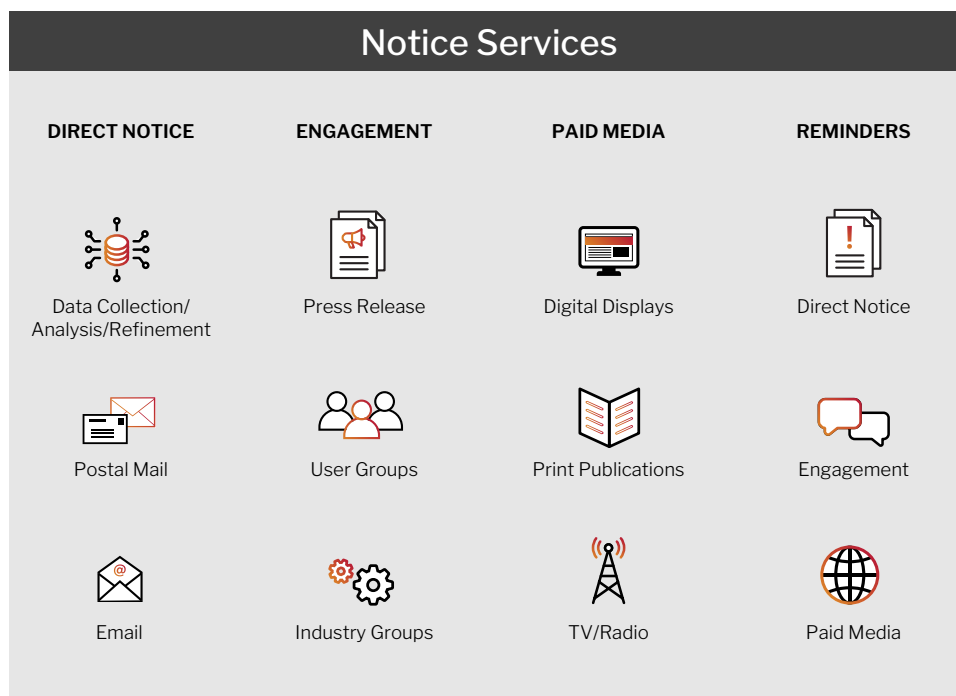 Notice Services
DIRECT NOTICE
ENGAGEMENT
PAID MEDIA
REMINDERS
Data Collection/
Analysis/Refinement
Press Release
Digital Displays
!
Direct Notice
Postal Mail
User Groups
Print Publications
Engagement
@
Email
Industry Groups
TV/Radio
Paid Media